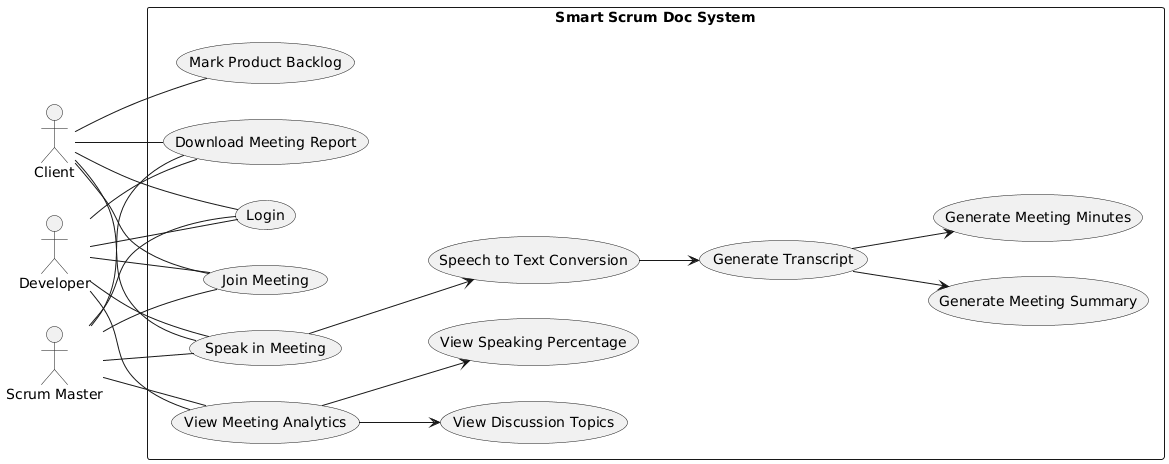 Smart Scrum Doc System
Mark Product Backlog
Client
Download Meeting Report
Login
Generate Meeting Minutes
Developer
Speech to Text Conversion
Generate Transcript
Join Meeting
Generate Meeting Summary
Scrum Master
Speak in Meeting
View Speaking Percentage
View Meeting Analytics
View Discussion Topics